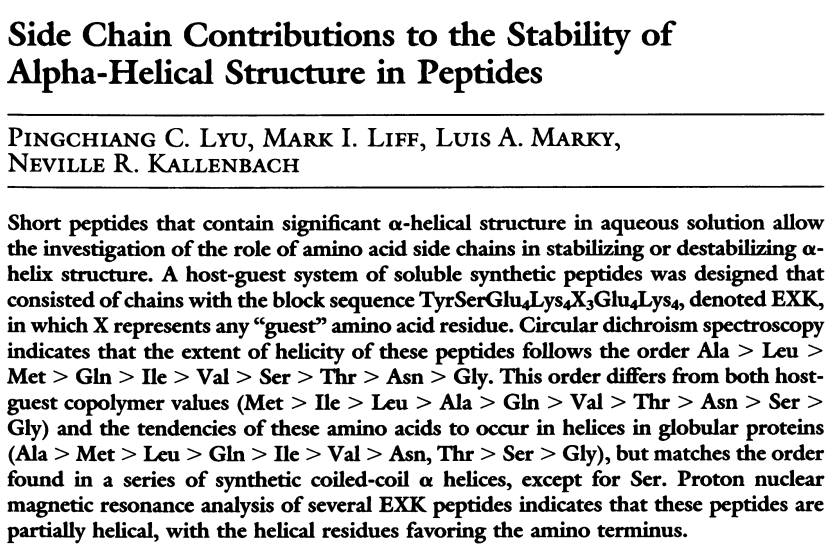 Side Chain Contributions to the Stability of
Alpha-Helical Structure in Peptides
PINGCHIANG C. LYU, MARK I. LIFF, LUIS A. MARKY,
NEVILLE R. KALLENBACH
Short peptides that contain significant α-helical structure in aqueous solution allow
the investigation of the role of amino acid side chains in stabilizing or destabilizing α-
helix structure. A host-guest system of soluble synthetic peptides was designed that
consisted of chains with the block sequence TyrSerGlu₄Lys₄X₃Glu₄Lys₄, denoted EXK,
in which X represents any “guest” amino acid residue. Circular dichroism spectroscopy
indicates that the extent of helicity of these peptides follows the order Ala > Leu >
Met > Gln > Ile > Val > Ser > Thr > Asn > Gly. This order differs from both host-
guest copolymer values (Met > Ile > Leu > Ala > Gln > Val > Thr > Asn > Ser >
Gly) and the tendencies of these amino acids to occur in helices in globular proteins
(Ala > Met > Leu > Gln > Ile > Val > Asn, Thr > Ser > Gly), but matches the order
found in a series of synthetic coiled-coil α helices, except for Ser. Proton nuclear
magnetic resonance analysis of several EXK peptides indicates that these peptides are
partially helical, with the helical residues favoring the amino terminus.